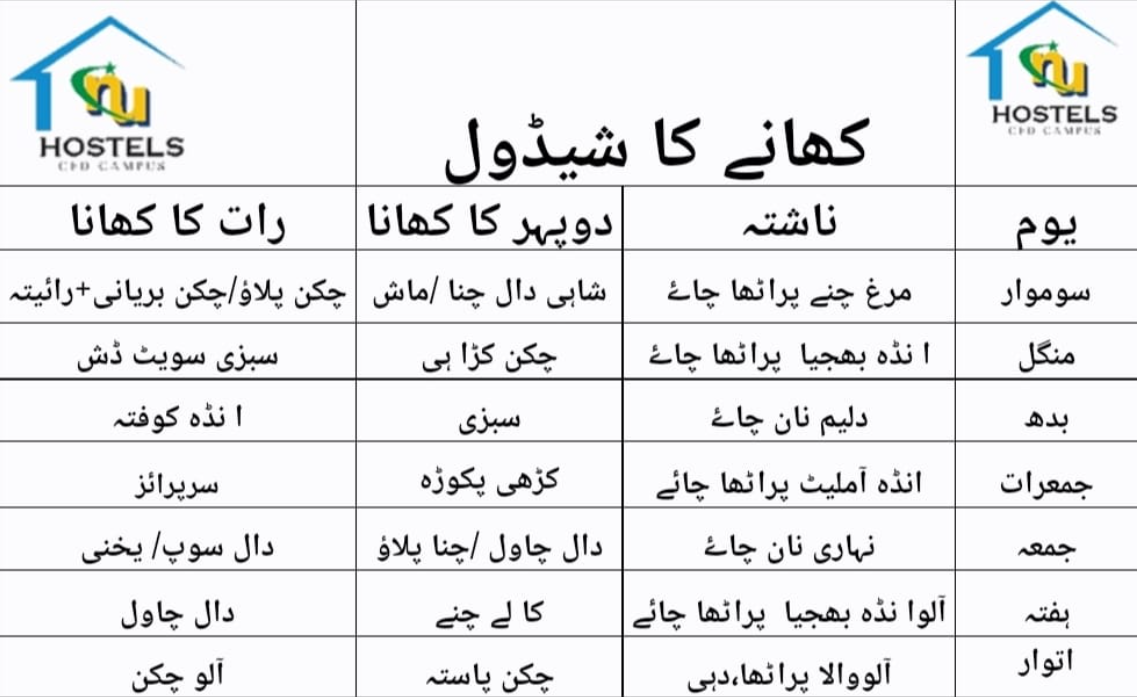 nu
HOSTELS
CFD CAMPUS
کھانے کا شیڈول
nu
HOSTELS
CFD CAMPUS
یوم ناشتہ دوپہر کا کھانا رات کا کھانا
سوموار مرغ چنے پراٹھا چاۓ شاہی دال چنا /ماش چکن پلاؤ/چکن بریانی+رائیتہ
منگل ا نڈہ بھجیا پراٹھا چاۓ چکن کڑا ہی سبزی سویٹ ڈش
بدھ دلیم نان چاۓ سبزی ا نڈہ کوفتہ
جمعرات انڈہ آملیٹ پراٹھا چائے کڑھی پکوڑہ سرپرائز
جمعہ نہاری نان چاۓ دال چاول /چنا پلاؤ دال سوپ/ یخنی
ہفتہ آلوا نڈہ بھجیا پراٹھا چائے کا لے چنے دال چاول
اتوار آلووالا پراٹھا،دہی چکن پاستہ آلو چکن